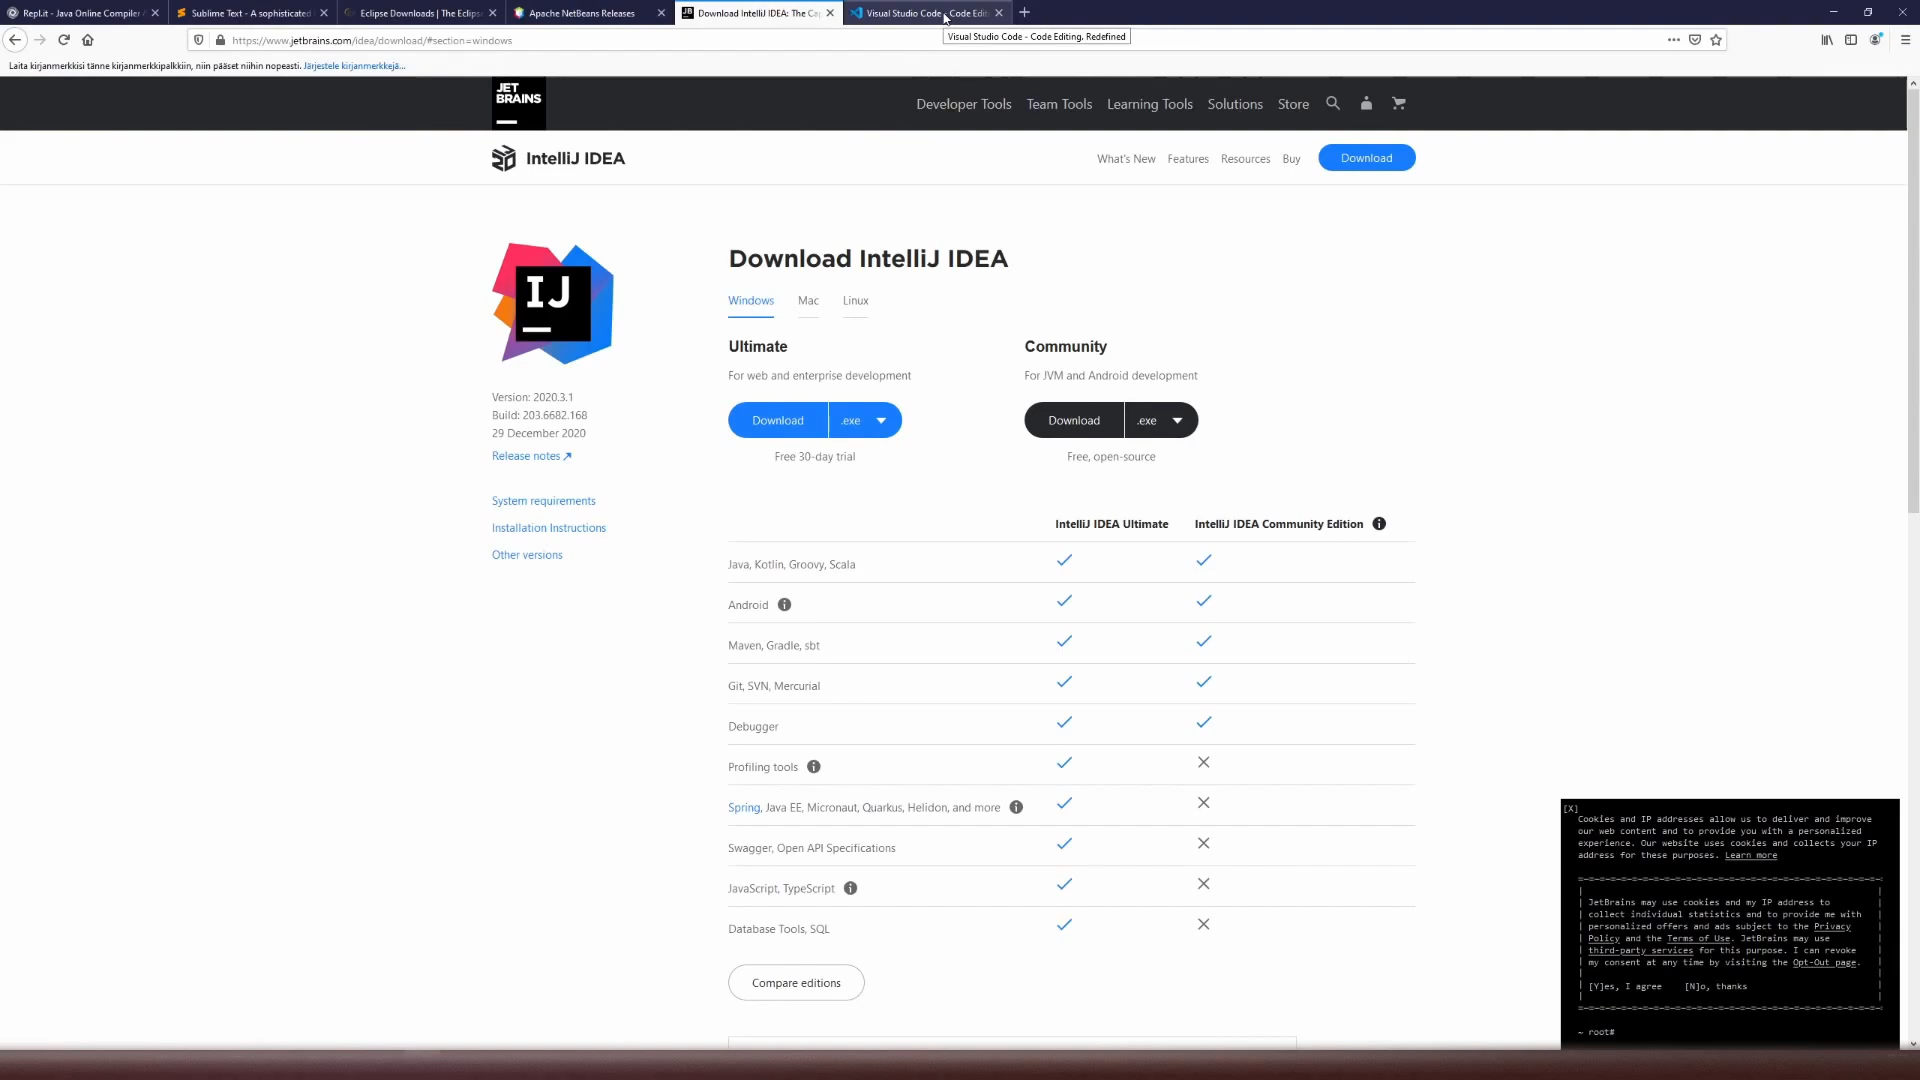 Repl.it - Java Online Compiler
Sublime Text - A sophisticated
Eclipse Downloads | The Eclips
Apache NetBeans Releases
Download IntelliJ IDEA: The Ca
Visual Studio Code - Code Edit
https://www.jetbrains.com/idea/download/#section=windows
Visual Studio Code - Code Editing. Redefined
Laita kirjanmerkkisi tänne kirjanmerkkipalkkiin, niin pääset niihin nopeasti. Järjestele kirjanmerkkejä...
JET
BRAINS
Developer Tools
Team Tools
Learning Tools
Solutions
Store
IntelliJ IDEA
What's New
Features
Resources
Buy
Download
IJ
Download IntelliJ IDEA
Windows
Mac
Linux
Ultimate
Community
For web and enterprise development
For JVM and Android development
Version: 2020.3.1
Build: 203.6682.168
29 December 2020
Release notes ↗
Download
.exe
Download
.exe
Free 30-day trial
Free, open-source
System requirements
Installation Instructions
Other versions
IntelliJ IDEA Ultimate
IntelliJ IDEA Community Edition
Java, Kotlin, Groovy, Scala
Android
Maven, Gradle, sbt
Git, SVN, Mercurial
Debugger
Profiling tools
Spring, Java EE, Micronaut, Quarkus, Helidon, and more
Swagger, Open API Specifications
JavaScript, TypeScript
Database Tools, SQL
Compare editions
[X]
Cookies and IP addresses allow us to deliver and improve
our web content and to provide you with a personalized
experience. Our website uses cookies and collects your IP
address for these purposes. Learn more
JetBrains may use cookies and my IP address to
collect individual statistics and to provide me with
personalized offers and ads subject to the Privacy
Policy and the Terms of Use. JetBrains may use
third-party services for this purpose. I can revoke
my consent at any time by visiting the Opt-Out page.
[Y]es, I agree [N]o, thanks
~ root#